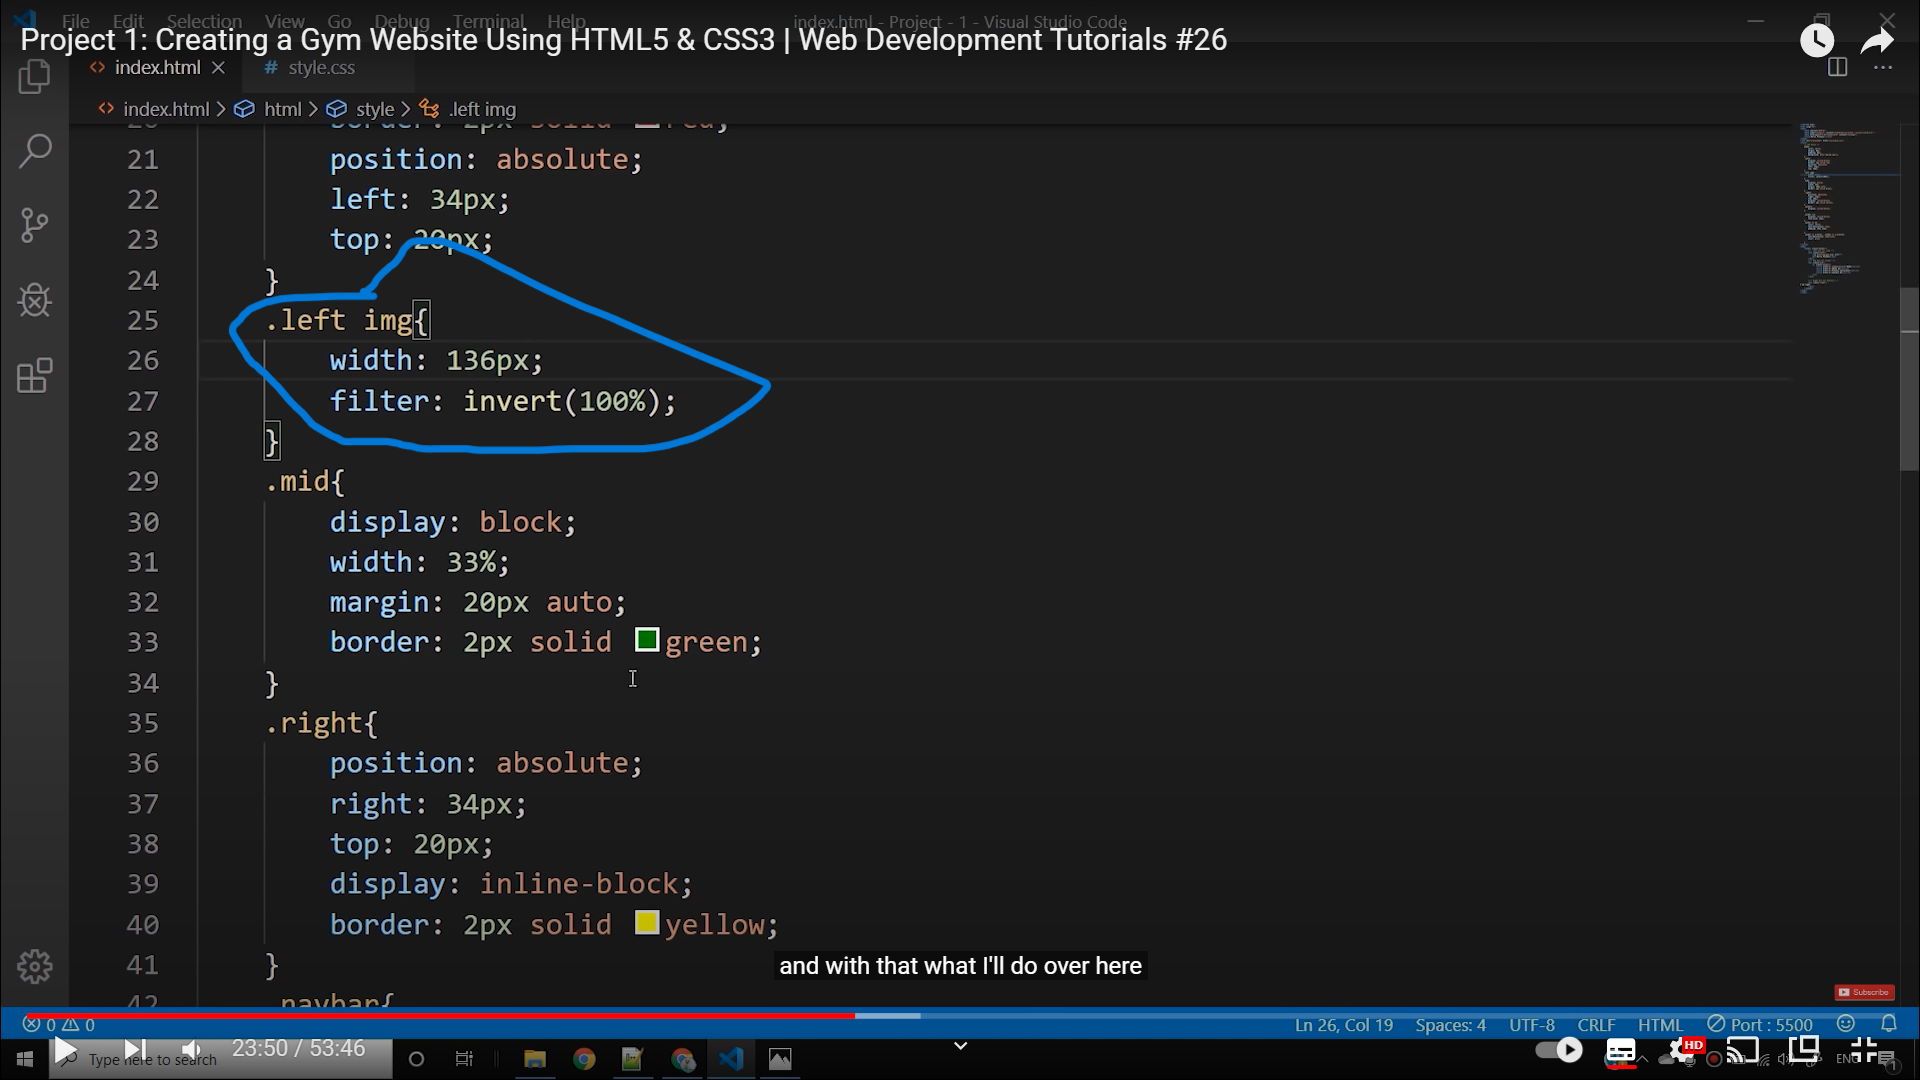 File Edit Selection View Go Debug Terminal Help
index.html - Project - 1 - Visual Studio Code
Project 1: Creating a Gym Website Using HTML5 & CSS3 | Web Development Tutorials #26
index.html
# style.css
index.html > html > style > .left img
20 border: 2px solid red;
21 position: absolute;
22 left: 34px;
23 top: 20px;
24 }
25 .left img{
26 width: 136px;
27 filter: invert(100%);
28 }
29 .mid{
30 display: block;
31 width: 33%;
32 margin: 20px auto;
33 border: 2px solid green;
34 }
35 .right{
36 position: absolute;
37 right: 34px;
38 top: 20px;
39 display: inline-block;
40 border: 2px solid yellow;
41 }
42 .navbar{
and with that what I'll do over here
Subscribe
0 0
Ln 26, Col 19 Spaces: 4 UTF-8 CRLF HTML Port : 5500
Type here to search
23:50 / 53:46
HD
ENG
1